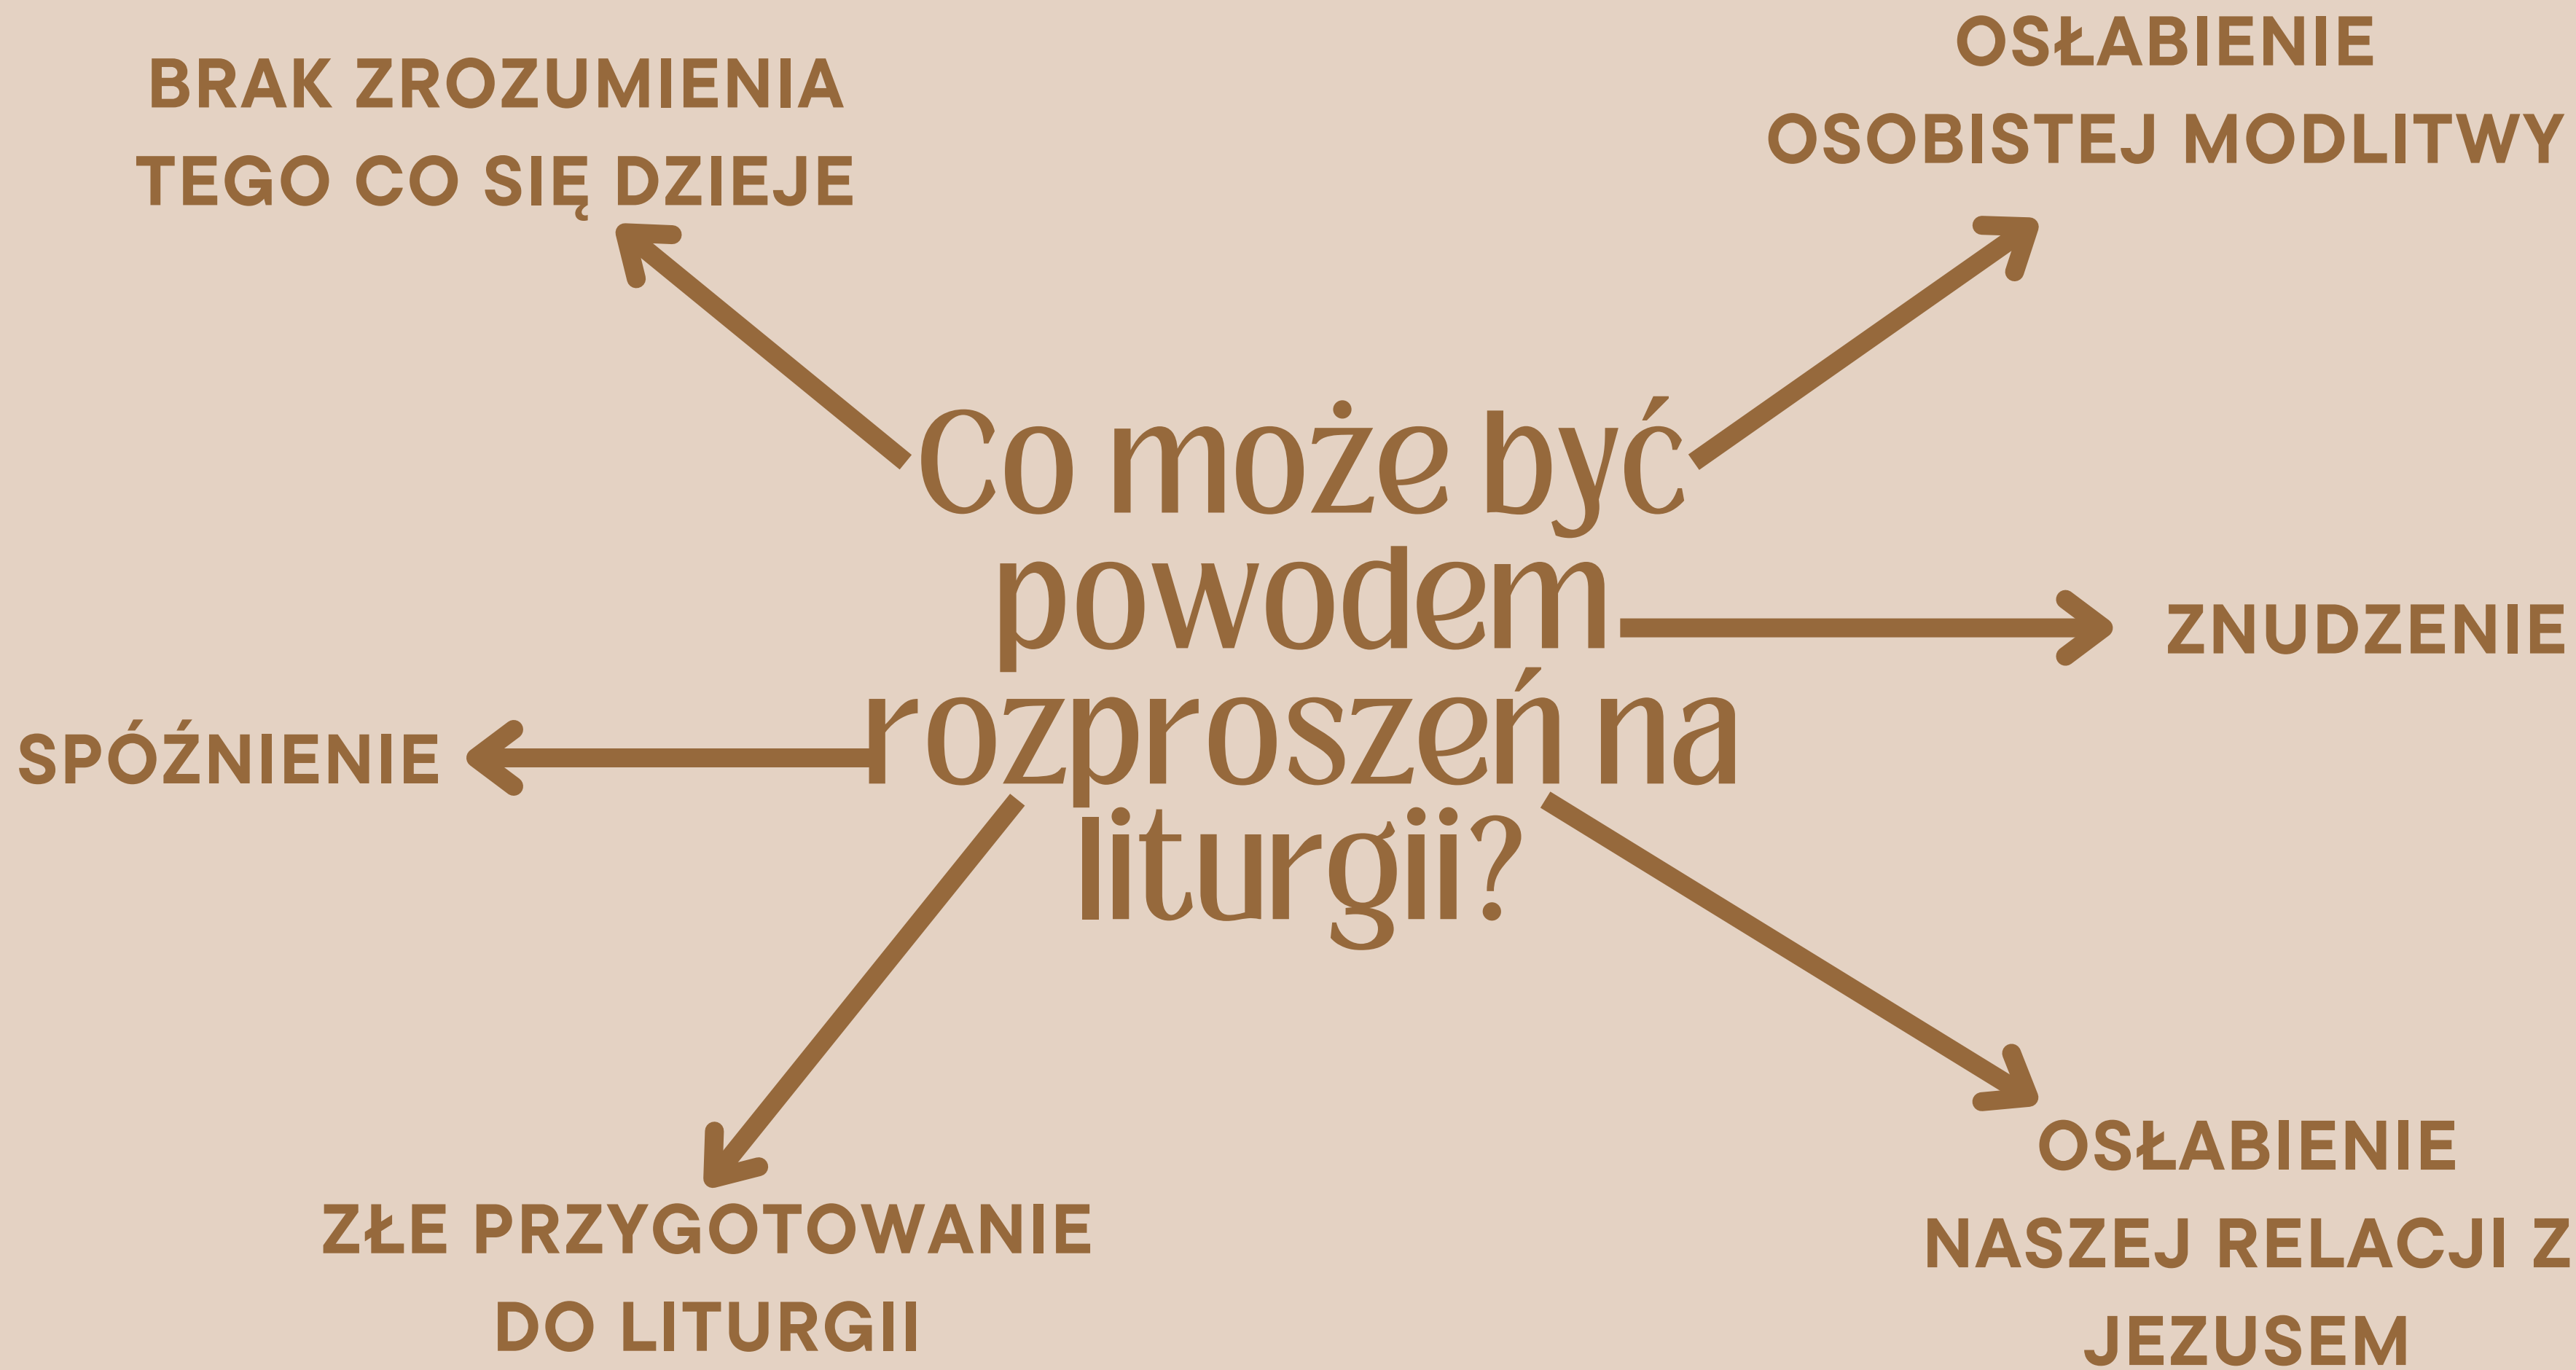 BRAK ZROZUMIENIA
TEGO CO SIĘ DZIEJE
OSŁABIENIE
OSOBISTEJ MODLITWY
Co może być
powodem
rozproszeń na
liturgii?
ZNUDZENIE
SPÓŹNIENIE
ZŁE PRZYGOTOWANIE
DO LITURGII
OSŁABIENIE
NASZEJ RELACJI Z
JEZUSEM